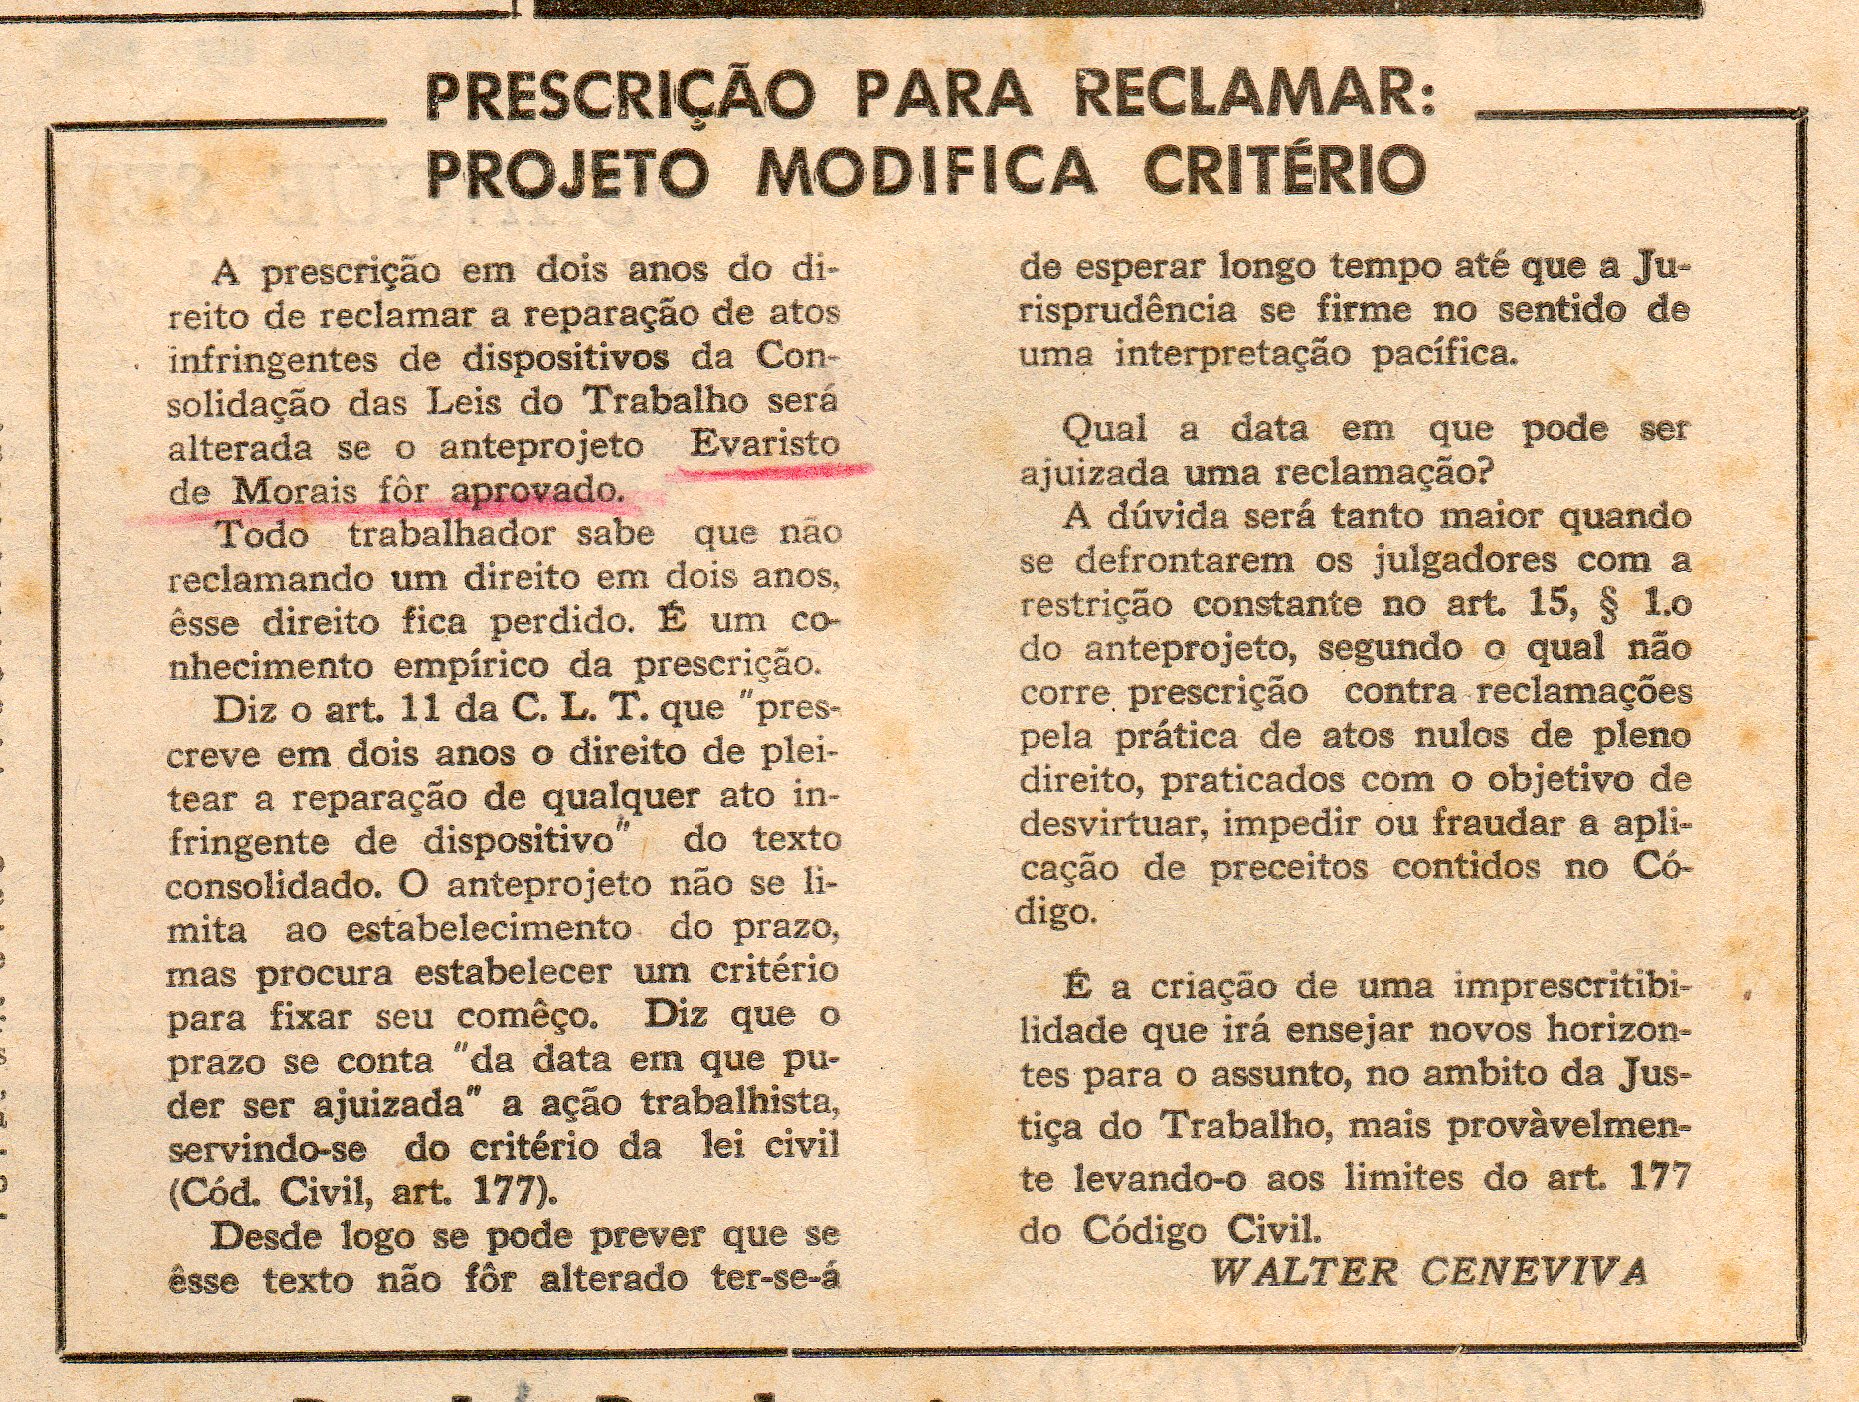 PRESCRIÇÃO PARA RECLAMAR:
PROJETO MODIFICA CRITÉRIO
A prescrição em dois anos do di-
reito de reclamar a reparação de atos
infringentes de dispositivos da Con-
solidação das Leis do Trabalho será
alterada se o anteprojeto Evaristo
de Morais fôr aprovado.
Todo trabalhador sabe que não
reclamando um direito em dois anos,
êsse direito fica perdido. É um co-
nhecimento empírico da prescrição.
Diz o art. 11 da C. L. T. que "pres-
creve em dois anos o direito de plei-
tear a reparação de qualquer ato in-
fringente de dispositivo" do texto
consolidado. O anteprojeto não se li-
mita ao estabelecimento do prazo,
mas procura estabelecer um critério
para fixar seu comêço. Diz que o
prazo se conta "da data em que pu-
der ser ajuizada" a ação trabalhista,
servindo-se do critério da lei civil
(Cód. Civil, art. 177).
Desde logo se pode prever que se
êsse texto não fôr alterado ter-se-á
de esperar longo tempo até que a Ju-
risprudência se firme no sentido de
uma interpretação pacífica.
Qual a data em que pode ser
ajuizada uma reclamação?
A dúvida será tanto maior quando
se defrontarem os julgadores com a
restrição constante no art. 15, § 1.o
do anteprojeto, segundo o qual não
corre prescrição contra reclamações
pela prática de atos nulos de pleno
direito, praticados com o objetivo de
desvirtuar, impedir ou fraudar a apli-
cação de preceitos contidos no Có-
digo.
É a criação de uma imprescritibi-
lidade que irá ensejar novos horizon-
tes para o assunto, no ambito da Jus-
tiça do Trabalho, mais provàvelmen-
te levando-o aos limites do art. 177
do Código Civil.
WALTER CENEVIVA